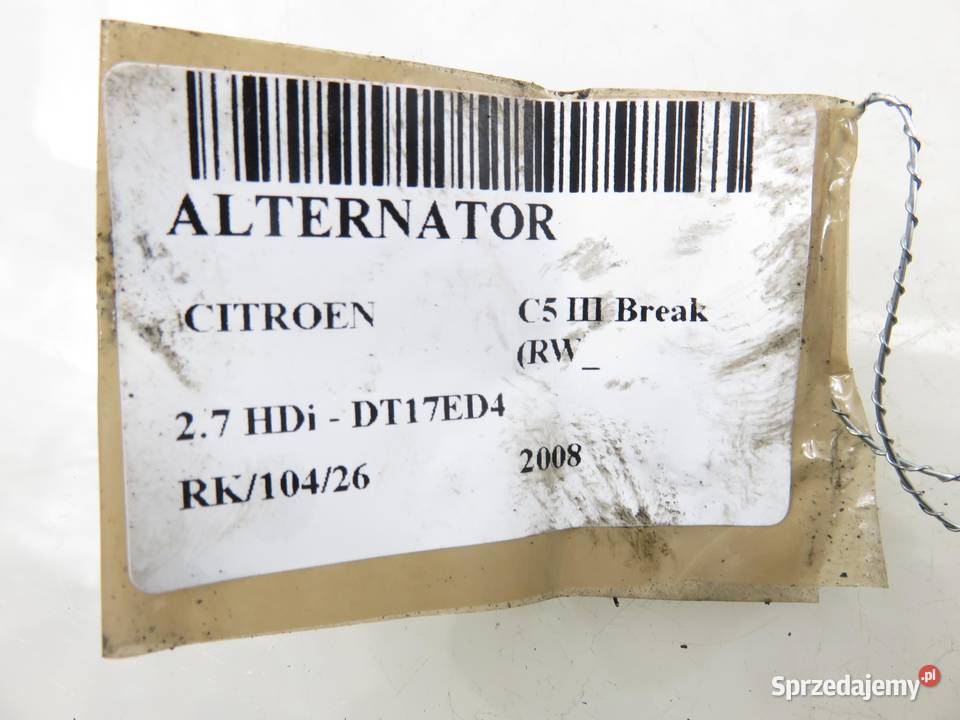 ALTERNATOR
CITROEN
C5 III Break
(RW_
2.7 HDi - DT17ED4
RK/104/26
2008
Sprzedajemy.pl